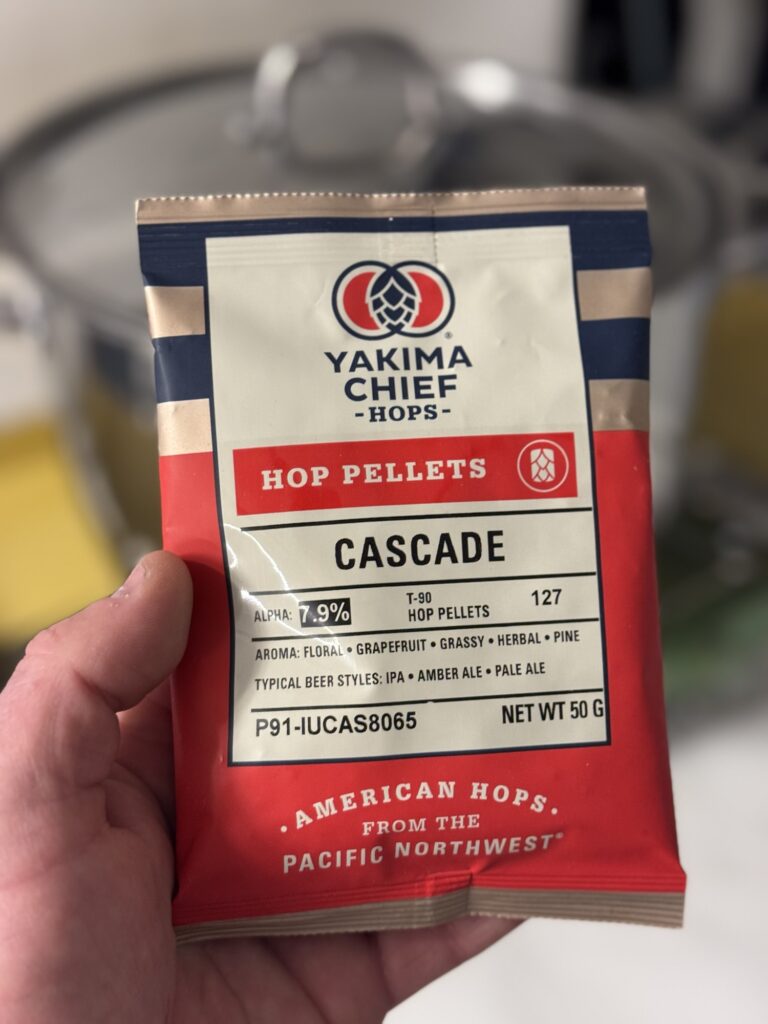 YAKIMA
CHIEF
-HOPS-
®
HOP PELLETS
CASCADE
ALPHA: 7.9% T-90 HOP PELLETS 127
AROMA: FLORAL • GRAPEFRUIT • GRASSY • HERBAL • PINE
TYPICAL BEER STYLES: IPA • AMBER ALE • PALE ALE
P91-IUCAS8065 NET WT 50 G
• AMERICAN HOPS •
FROM THE
PACIFIC NORTHWEST®